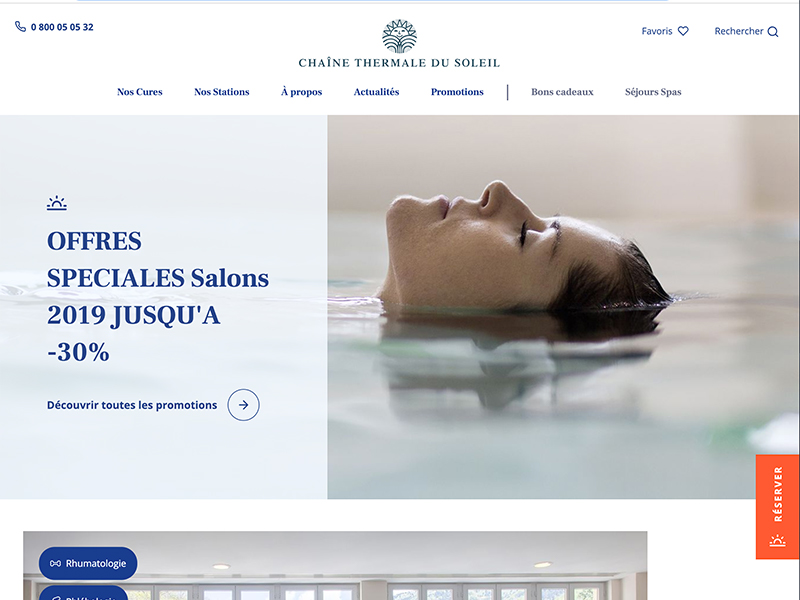 0 800 05 05 32
Favoris
Rechercher
CHAÎNE THERMALE DU SOLEIL
Nos Cures
Nos Stations
À propos
Actualités
Promotions
Bons cadeaux
Séjours Spas
OFFRES
SPECIALES Salons
2019 JUSQU'A
-30%
Découvrir toutes les promotions
RÉSERVER
Rhumatologie